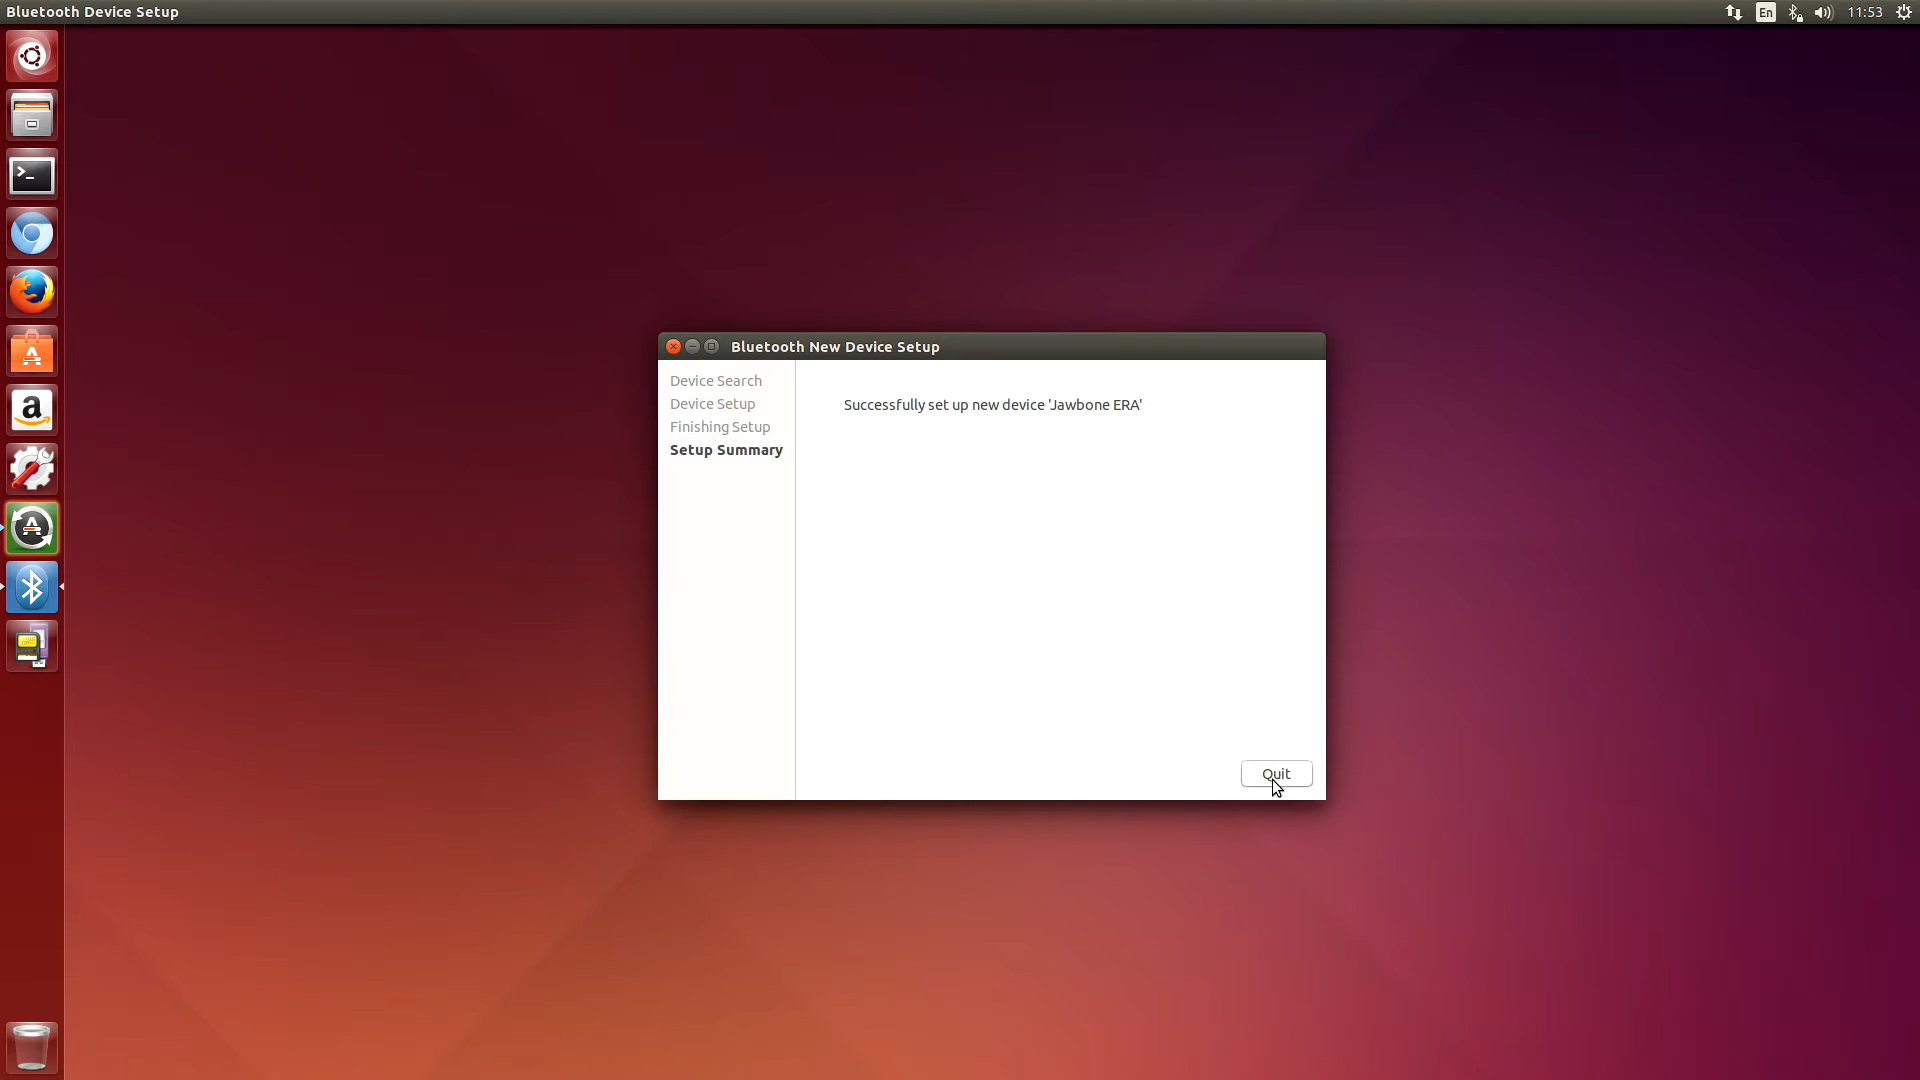 Bluetooth Device Setup
En
11:53
Bluetooth New Device Setup
Device Search
Device Setup
Finishing Setup
Setup Summary
Successfully set up new device 'Jawbone ERA'
Quit